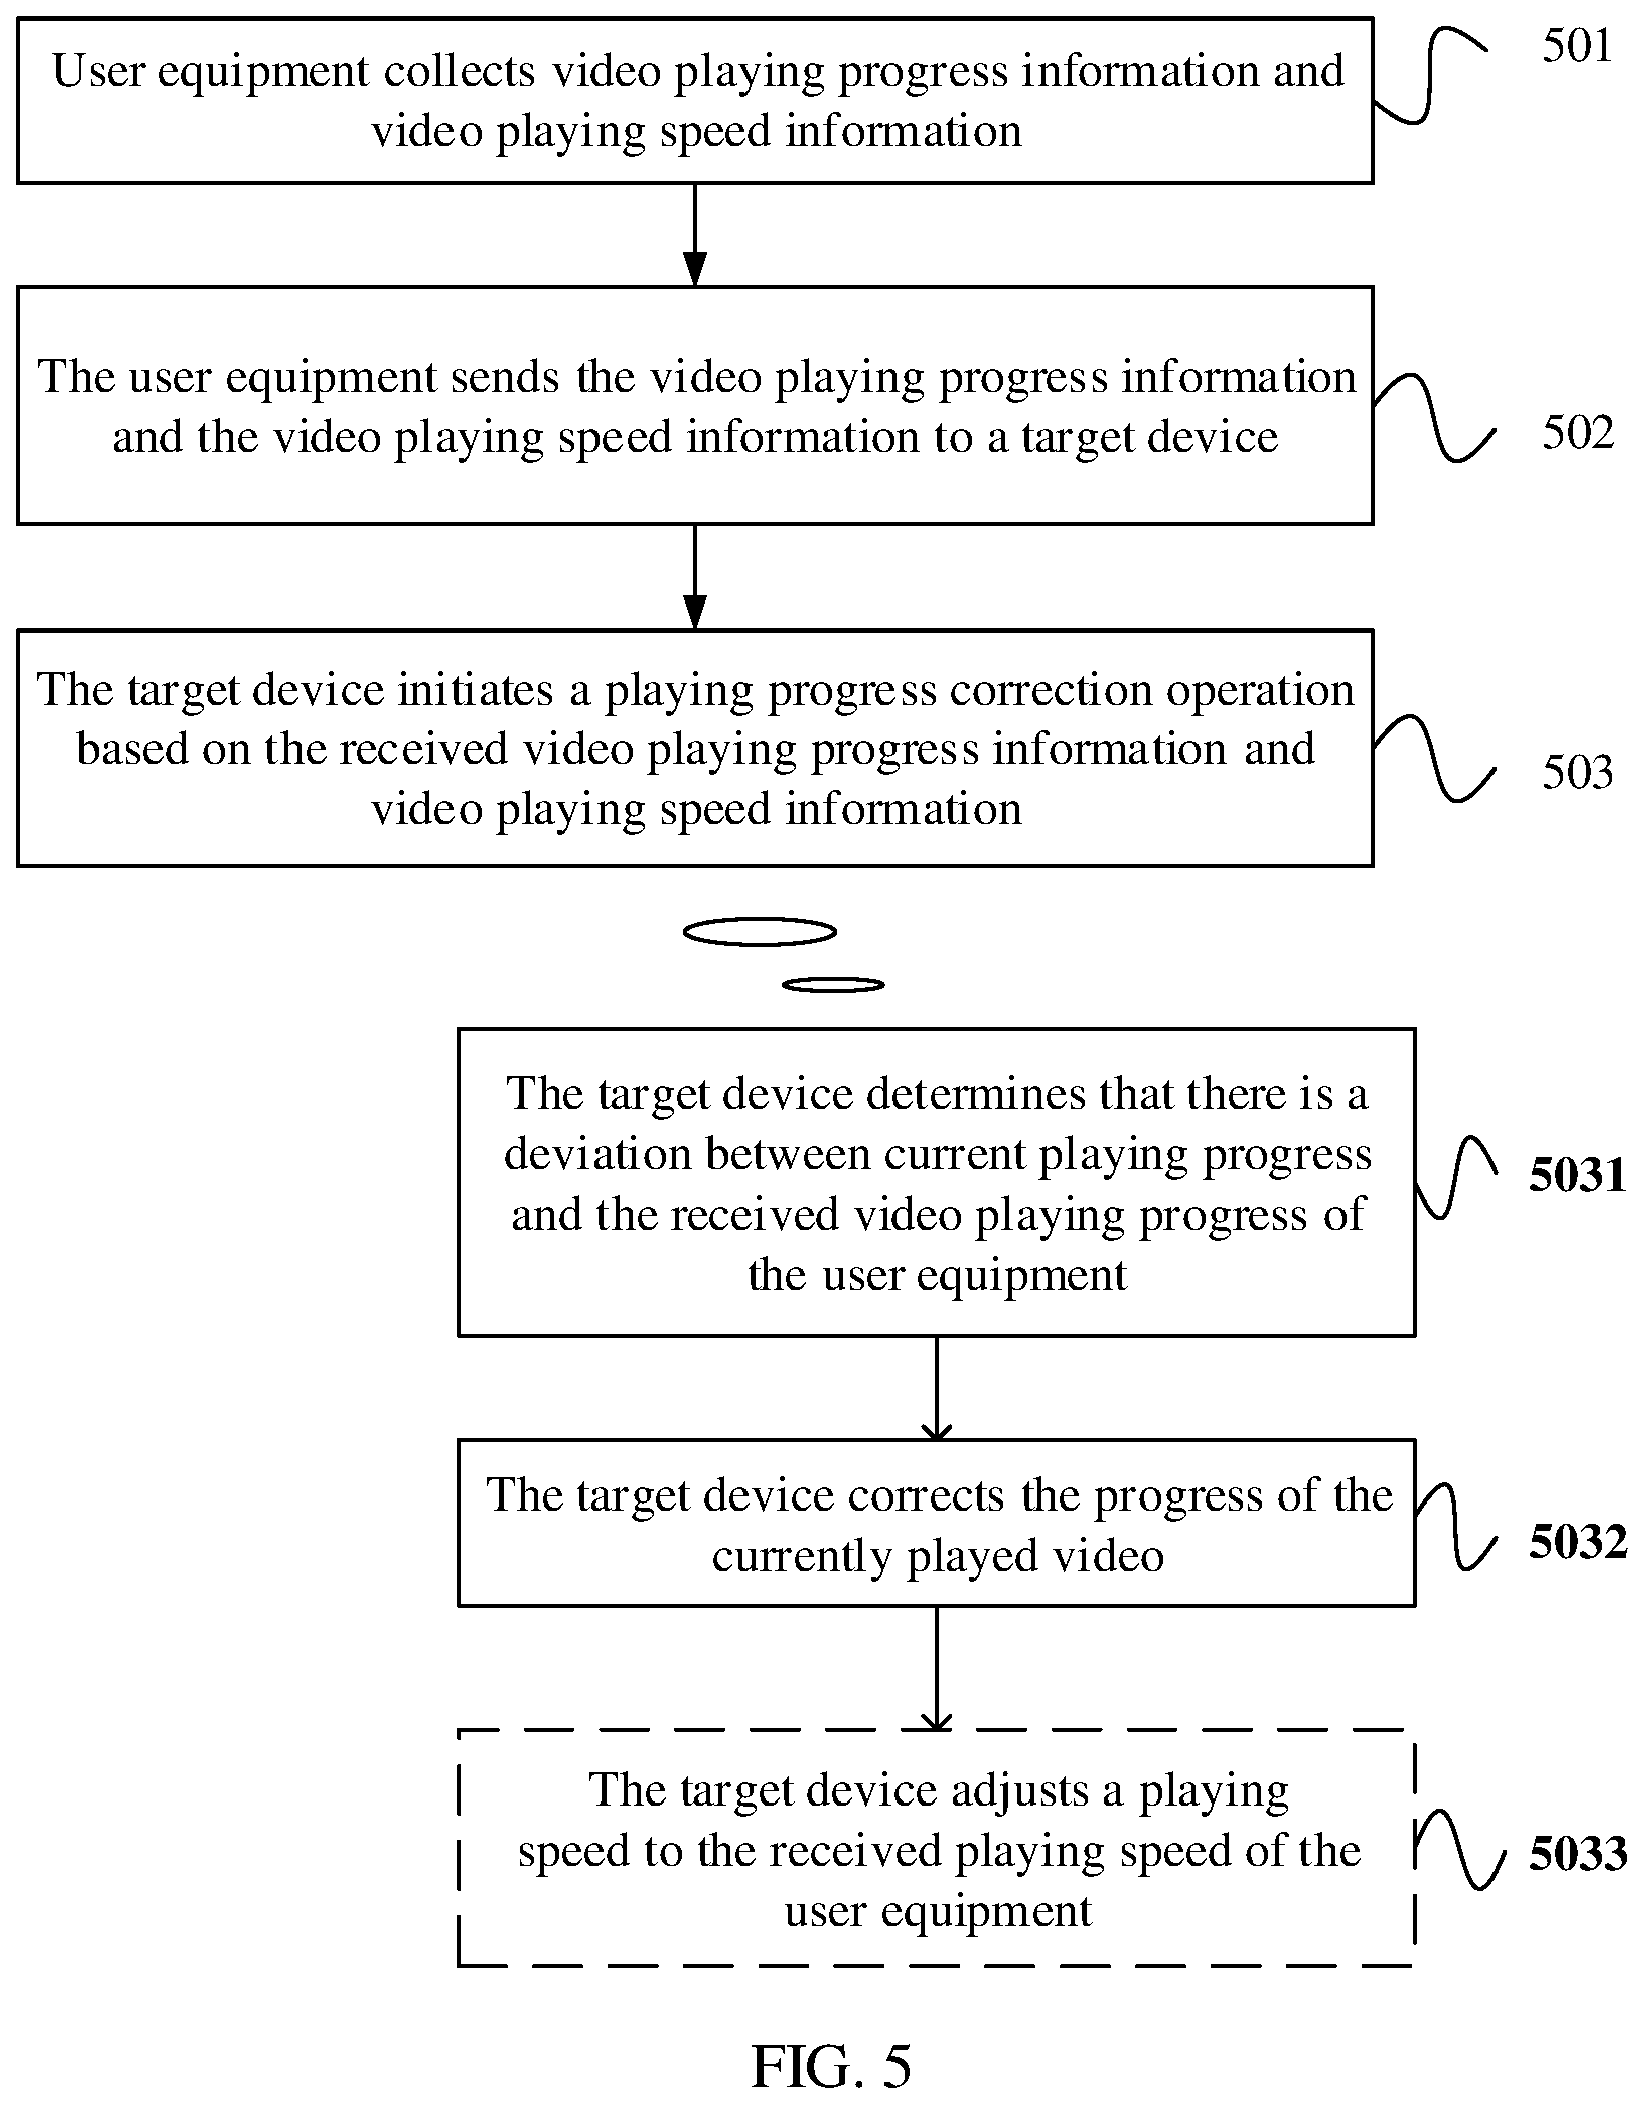 User equipment collects video playing progress information and
video playing speed information
501
The user equipment sends the video playing progress information
and the video playing speed information to a target device
502
The target device initiates a playing progress correction operation
based on the received video playing progress information and
video playing speed information
503
The target device determines that there is a
deviation between current playing progress
and the received video playing progress of
the user equipment
5031
The target device corrects the progress of the
currently played video
5032
The target device adjusts a playing
speed to the received playing speed of the
user equipment
5033
FIG. 5